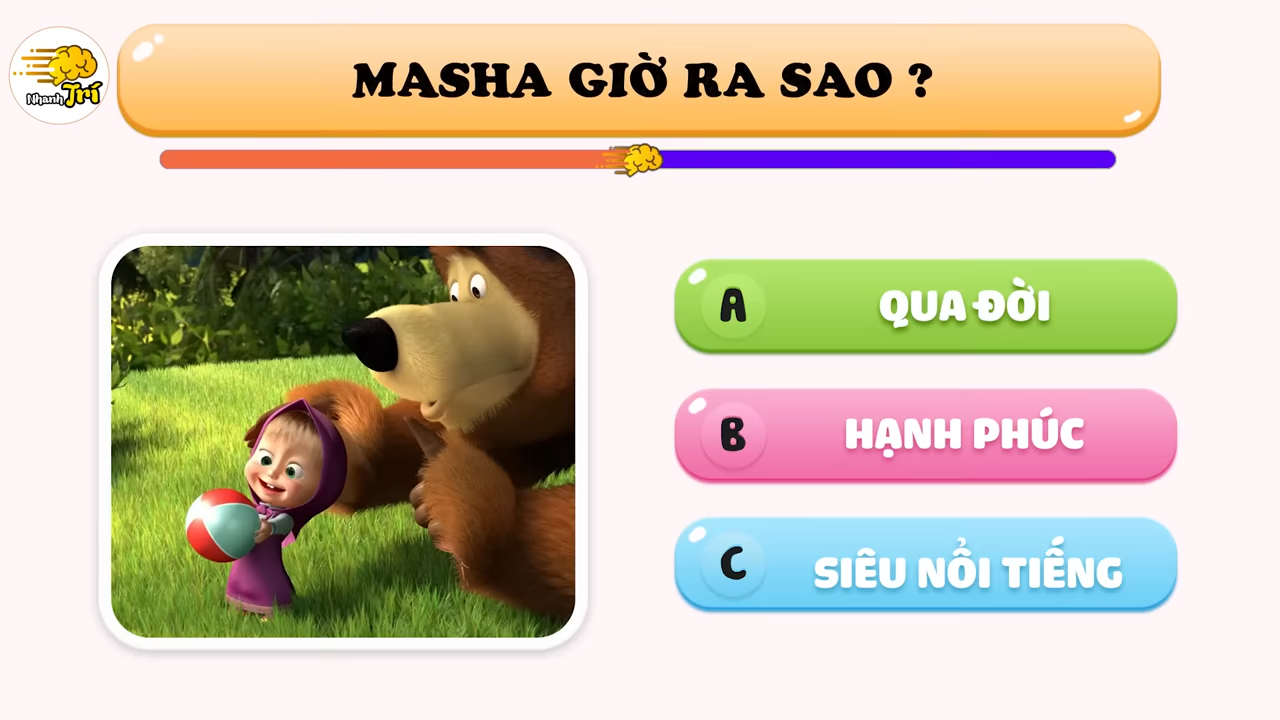 MASHA GIỜ RA SAO ?
Nhanh Trí
A QUA ĐỜI
B HẠNH PHÚC
C SIÊU NỔI TIẾNG